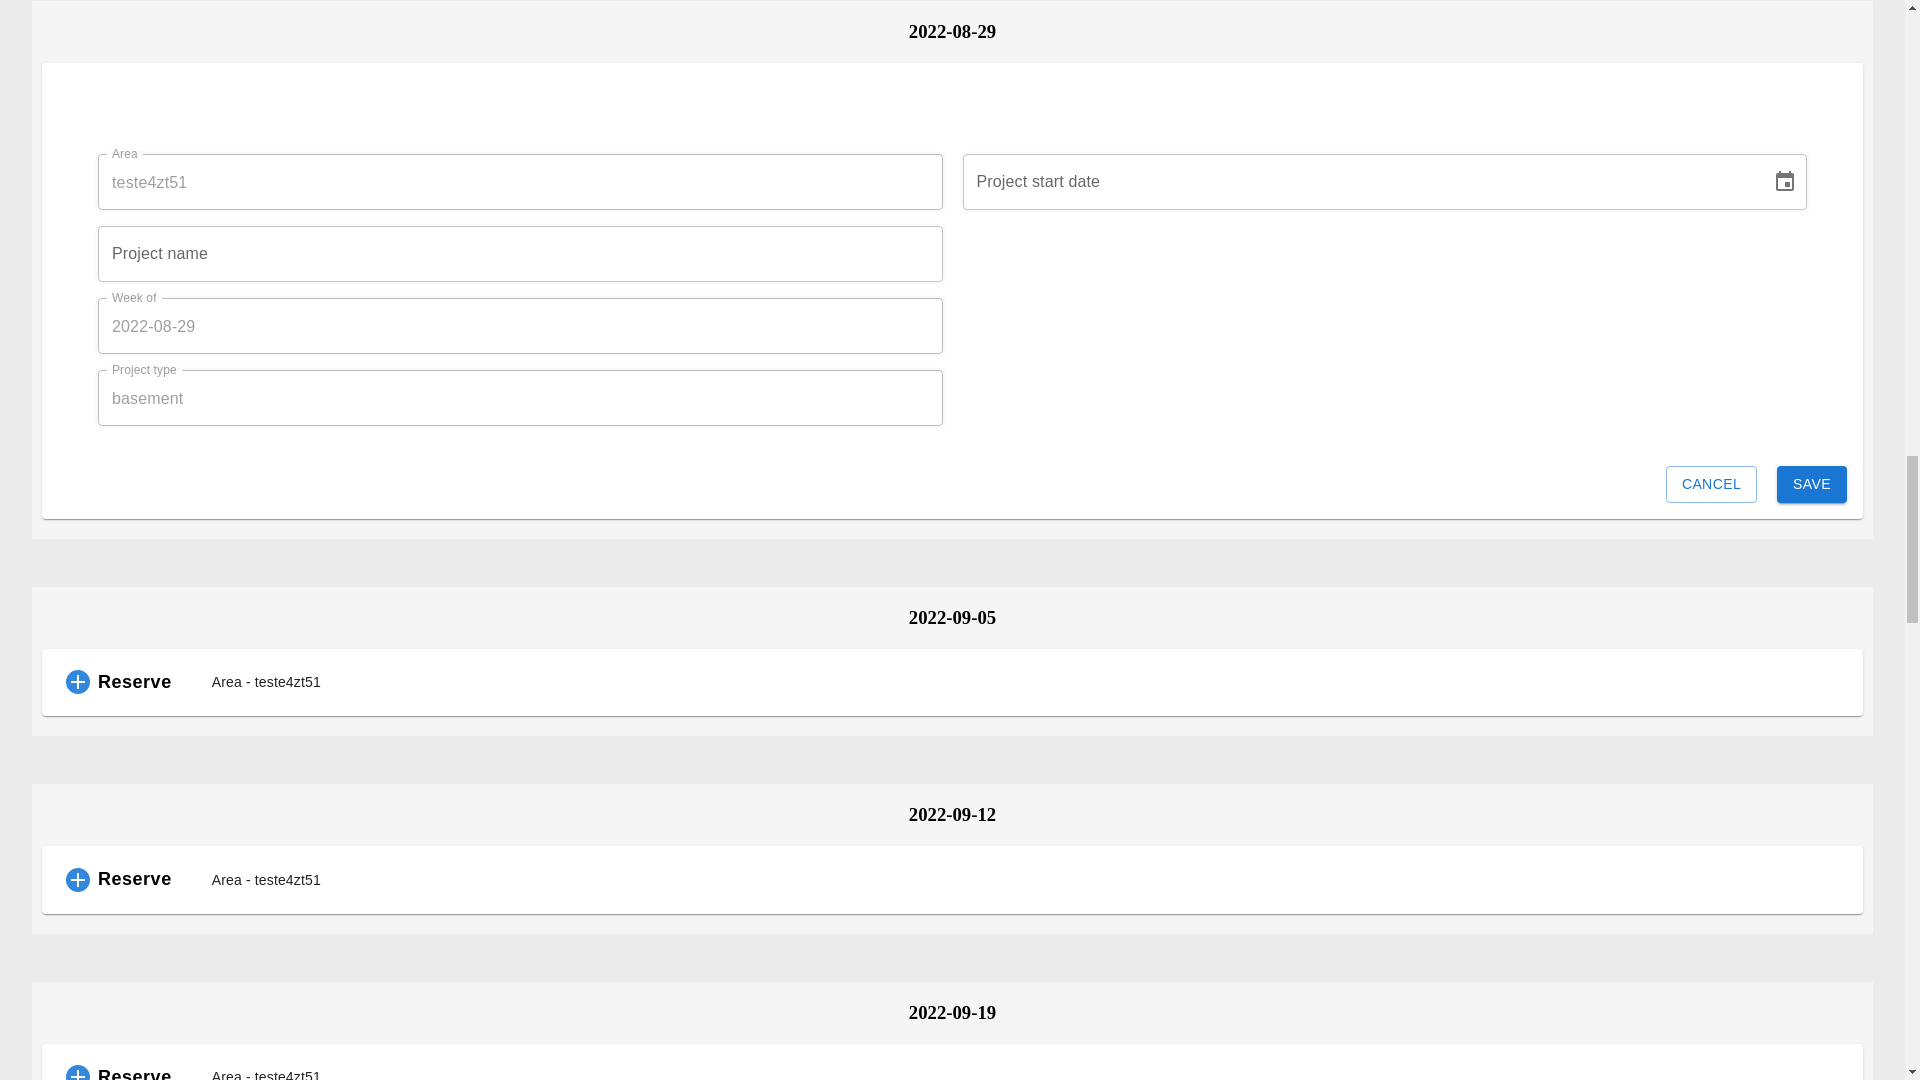 2022-08-29
Area
teste4zt51
Project start date
Project name
Week of
2022-08-29
Project type
basement
CANCEL
SAVE
2022-09-05
Reserve
Area - teste4zt51
2022-09-12
Reserve
Area - teste4zt51
2022-09-19
Reserve
Area - teste4zt51